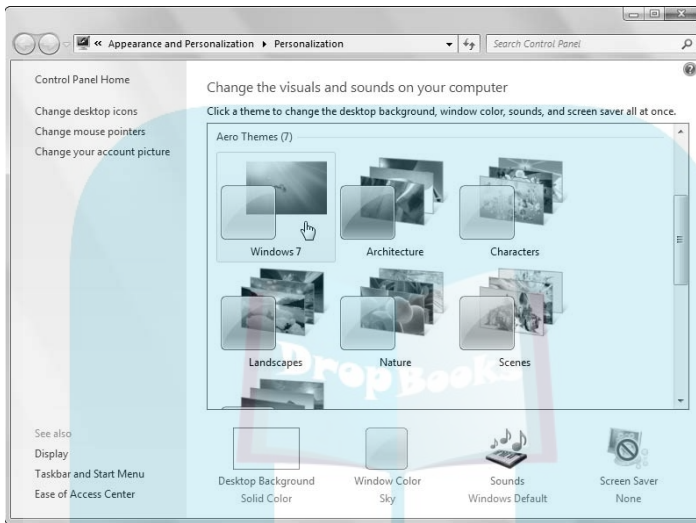 « Appearance and Personalization ▸ Personalization
Search Control Panel
Control Panel Home
Change desktop icons
Change mouse pointers
Change your account picture
Change the visuals and sounds on your computer
Click a theme to change the desktop background, window color, sounds, and screen saver all at once.
Aero Themes (7)
Windows 7
Architecture
Characters
Landscapes
Nature
Scenes
DropBooks
See also
Display
Taskbar and Start Menu
Ease of Access Center
Desktop Background
Solid Color
Window Color
Sky
Sounds
Windows Default
Screen Saver
None